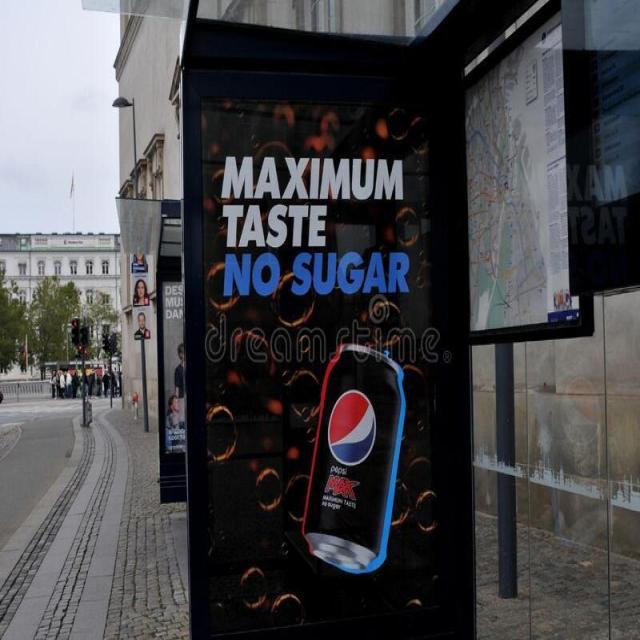 MAXIMUM
TASTE
NO SUGAR
dreamstime
pepsi
MAX
MAXIMUM TASTE
no sugar